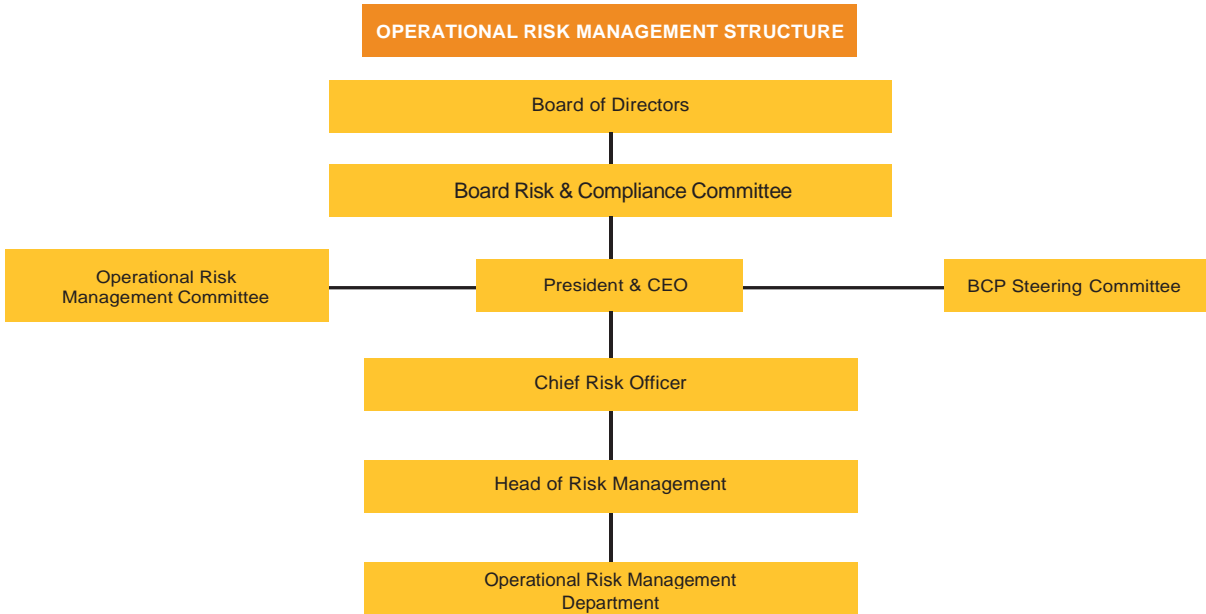 OPERATIONAL RISK MANAGEMENT STRUCTURE
Board of Directors
Board Risk & Compliance Committee
Operational Risk
Management Committee
President & CEO
BCP Steering Committee
Chief Risk Officer
Head of Risk Management
Operational Risk Management
Department